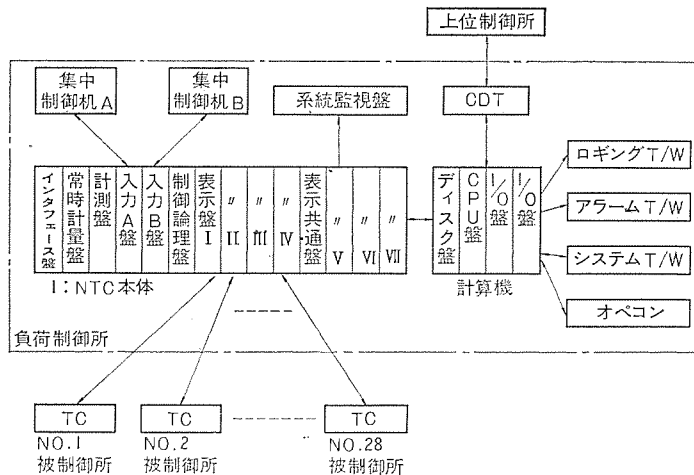 上位制御所
集中
制御机A
集中
制御机B
系統監視盤
CDT
インタフェース盤
常時計量盤
計測盤
入力A盤
入力B盤
制御論理盤
表示盤I
〃II
〃III
〃IV
表示共通盤
〃V
〃VI
〃VII
ディスク盤
CPU盤
I/O盤
I/O盤
ロギングT/W
アラームT/W
システムT/W
オペコン
I:NTC本体
計算機
負荷制御所
TC
TC
TC
NO.1
被制御所
NO.2
被制御所
NO.28
被制御所